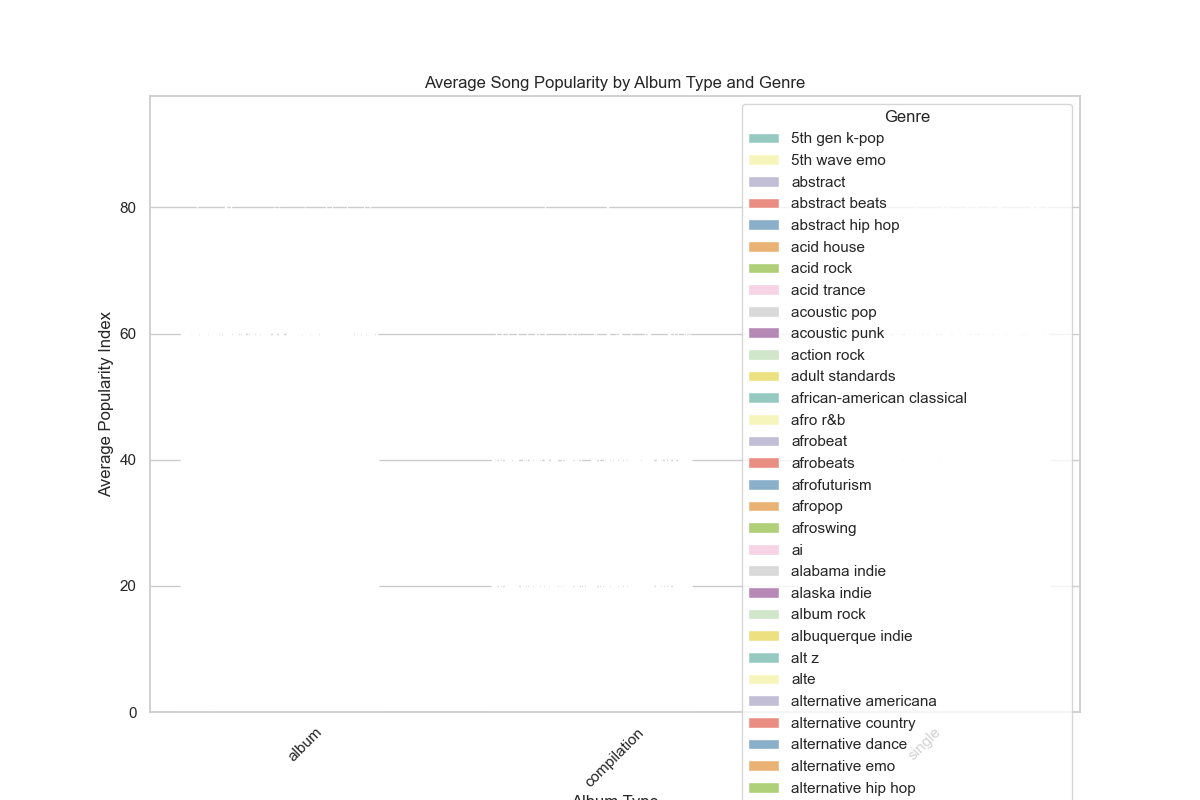 Average Song Popularity by Album Type and Genre
Average Popularity Index
80
60
40
20
0
album
compilation
single
Album Type
Genre
5th gen k-pop
5th wave emo
abstract
abstract beats
abstract hip hop
acid house
acid rock
acid trance
acoustic pop
acoustic punk
action rock
adult standards
african-american classical
afro r&b
afrobeat
afrobeats
afrofuturism
afropop
afroswing
ai
alabama indie
alaska indie
album rock
albuquerque indie
alt z
alte
alternative americana
alternative country
alternative dance
alternative emo
alternative hip hop